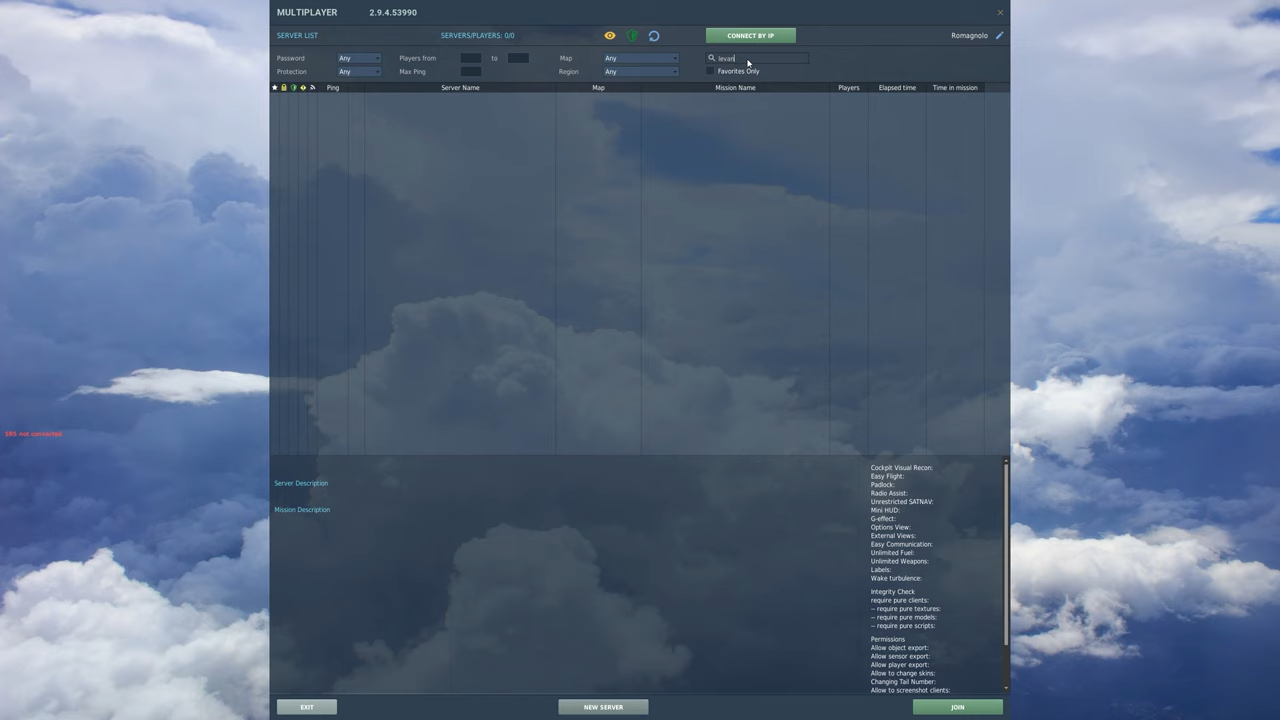 MULTIPLAYER 2.9.4.53990
SERVER LIST SERVERS/PLAYERS: 0/0 CONNECT BY IP Romagnolo
Password Any Players from to Map Any levan
Protection Any Max Ping Region Any Favorites Only
Ping Server Name Map Mission Name Players Elapsed time Time in mission
SRS not connected
Server Description
Mission Description
Cockpit Visual Recon:
Easy Flight:
Padlock:
Radio Assist:
Unrestricted SATNAV:
Mini HUD:
G-effect:
Options View:
External Views:
Easy Communication:
Unlimited Fuel:
Unlimited Weapons:
Labels:
Wake turbulence:
Integrity Check
require pure clients:
-- require pure textures:
-- require pure models:
-- require pure scripts:
Permissions
Allow object export:
Allow sensor export:
Allow player export:
Allow to change skins:
Changing Tail Number:
Allow to screenshot clients:
EXIT NEW SERVER JOIN